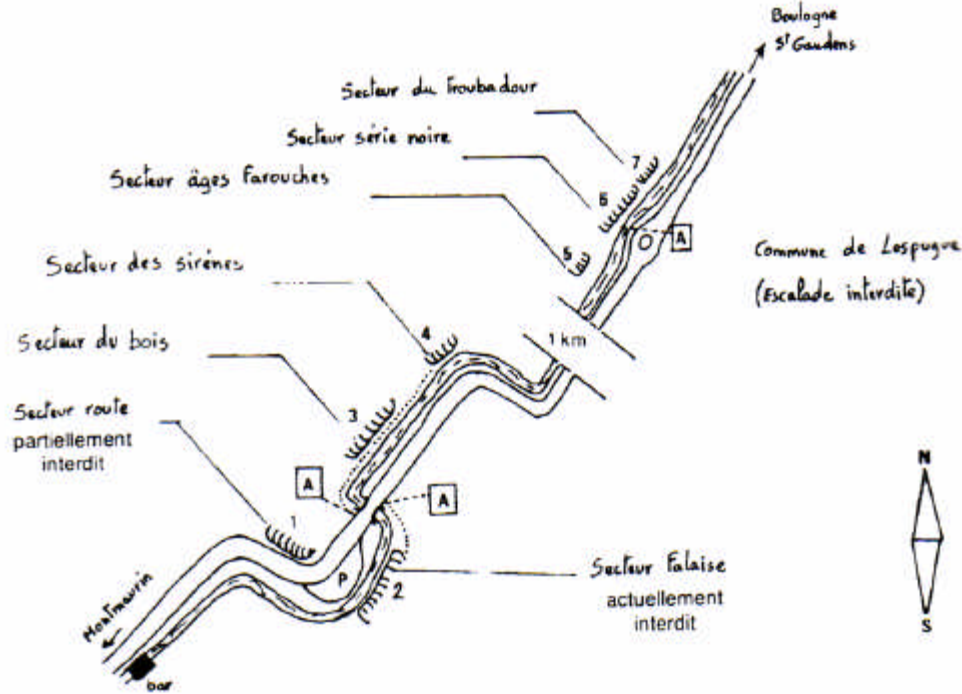 Boulogne
St Gaudens
Secteur du Troubadour
Secteur série noire
Secteur âges Farouches
7
6
5
A
Commune de Lespugue
(Escalade interdite)
Secteur des sirènes
4
1 km
Secteur du bois
3
Secteur route
partiellement
interdit
A
A
1
N
S
P
2
Secteur Falaise
actuellement
interdit
Montmaurin
bar